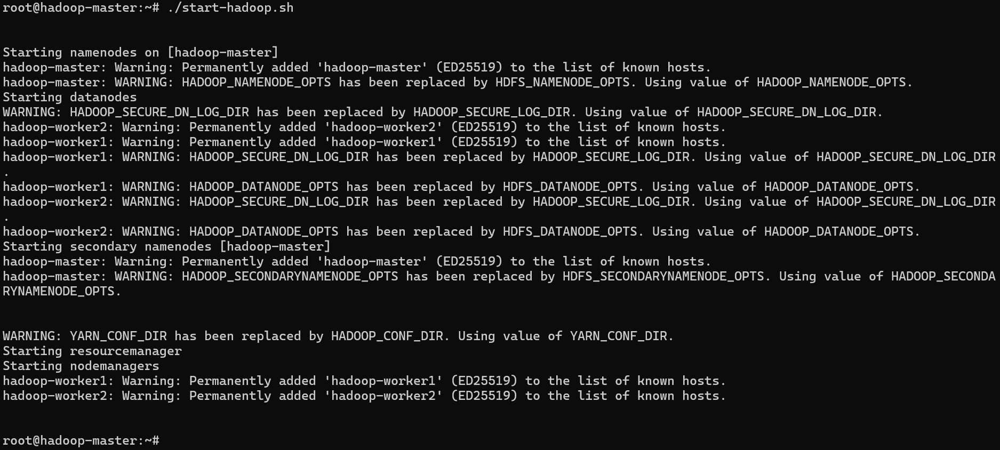 root@hadoop-master:~# ./start-hadoop.sh
Starting namenodes on [hadoop-master]
hadoop-master: Warning: Permanently added 'hadoop-master' (ED25519) to the list of known hosts.
hadoop-master: WARNING: HADOOP_NAMENODE_OPTS has been replaced by HDFS_NAMENODE_OPTS. Using value of HADOOP_NAMENODE_OPTS.
Starting datanodes
WARNING: HADOOP_SECURE_DN_LOG_DIR has been replaced by HADOOP_SECURE_LOG_DIR. Using value of HADOOP_SECURE_DN_LOG_DIR.
hadoop-worker2: Warning: Permanently added 'hadoop-worker2' (ED25519) to the list of known hosts.
hadoop-worker1: Warning: Permanently added 'hadoop-worker1' (ED25519) to the list of known hosts.
hadoop-worker1: WARNING: HADOOP_SECURE_DN_LOG_DIR has been replaced by HADOOP_SECURE_LOG_DIR. Using value of HADOOP_SECURE_DN_LOG_DIR
.
hadoop-worker1: WARNING: HADOOP_DATANODE_OPTS has been replaced by HDFS_DATANODE_OPTS. Using value of HADOOP_DATANODE_OPTS.
hadoop-worker2: WARNING: HADOOP_SECURE_DN_LOG_DIR has been replaced by HADOOP_SECURE_LOG_DIR. Using value of HADOOP_SECURE_DN_LOG_DIR
.
hadoop-worker2: WARNING: HADOOP_DATANODE_OPTS has been replaced by HDFS_DATANODE_OPTS. Using value of HADOOP_DATANODE_OPTS.
Starting secondary namenodes [hadoop-master]
hadoop-master: Warning: Permanently added 'hadoop-master' (ED25519) to the list of known hosts.
hadoop-master: WARNING: HADOOP_SECONDARYNAMENODE_OPTS has been replaced by HDFS_SECONDARYNAMENODE_OPTS. Using value of HADOOP_SECONDA
RYNAMENODE_OPTS.
WARNING: YARN_CONF_DIR has been replaced by HADOOP_CONF_DIR. Using value of YARN_CONF_DIR.
Starting resourcemanager
Starting nodemanagers
hadoop-worker1: Warning: Permanently added 'hadoop-worker1' (ED25519) to the list of known hosts.
hadoop-worker2: Warning: Permanently added 'hadoop-worker2' (ED25519) to the list of known hosts.
root@hadoop-master:~#